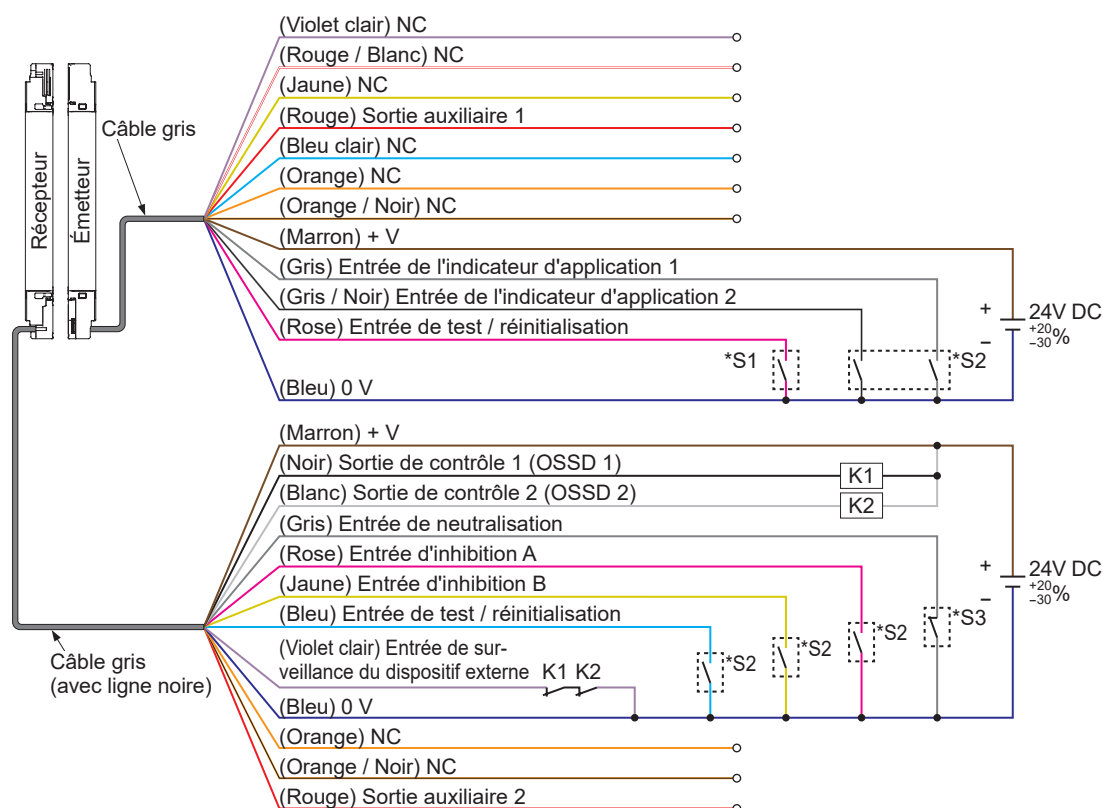 (Violet clair) NC
(Rouge / Blanc) NC
(Jaune) NC
(Rouge) Sortie auxiliaire 1
(Bleu clair) NC
(Orange) NC
(Orange / Noir) NC
(Marron) + V
(Gris) Entrée de l'indicateur d'application 1
(Gris / Noir) Entrée de l'indicateur d'application 2
(Rose) Entrée de test / réinitialisation
(Bleu) 0 V
Câble gris
Récepteur
Émetteur
*S1
*S2
+
−
24V DC
+20
−30%
(Marron) + V
(Noir) Sortie de contrôle 1 (OSSD 1)
(Blanc) Sortie de contrôle 2 (OSSD 2)
(Gris) Entrée de neutralisation
(Rose) Entrée d'inhibition A
(Jaune) Entrée d'inhibition B
(Bleu) Entrée de test / réinitialisation
(Violet clair) Entrée de sur-
veillance du dispositif externe
K1 K2
(Bleu) 0 V
(Orange) NC
(Orange / Noir) NC
(Rouge) Sortie auxiliaire 2
K1
K2
*S2
*S2
*S2
*S3
+
−
24V DC
+20
−30%
Câble gris
(avec ligne noire)